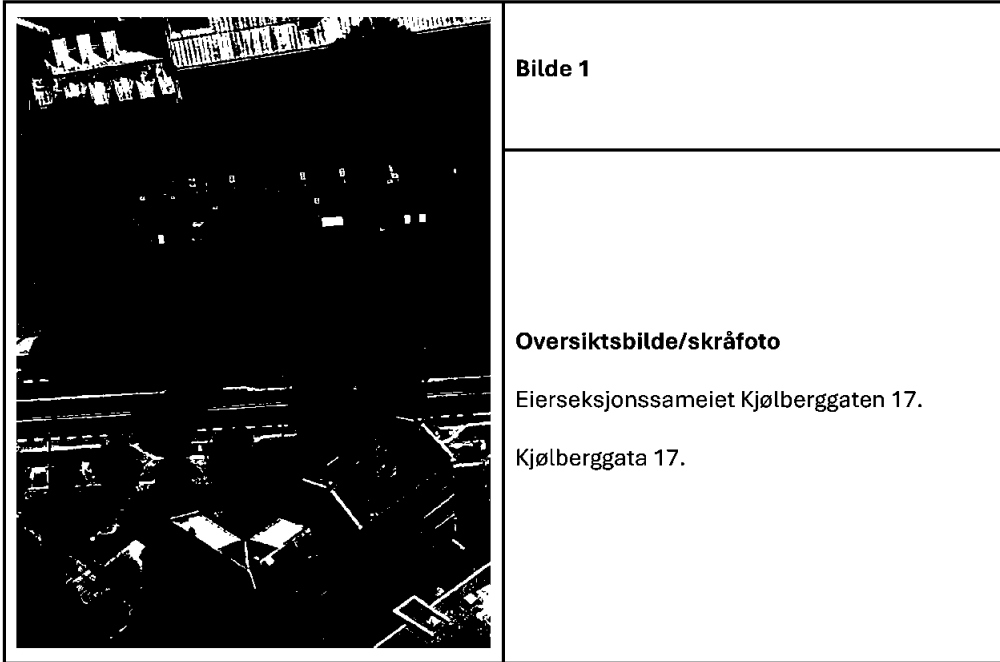 Bilde 1
Oversiktsbilde/skråfoto
Eierseksjonssameiet Kjølberggaten 17.
Kjølberggata 17.